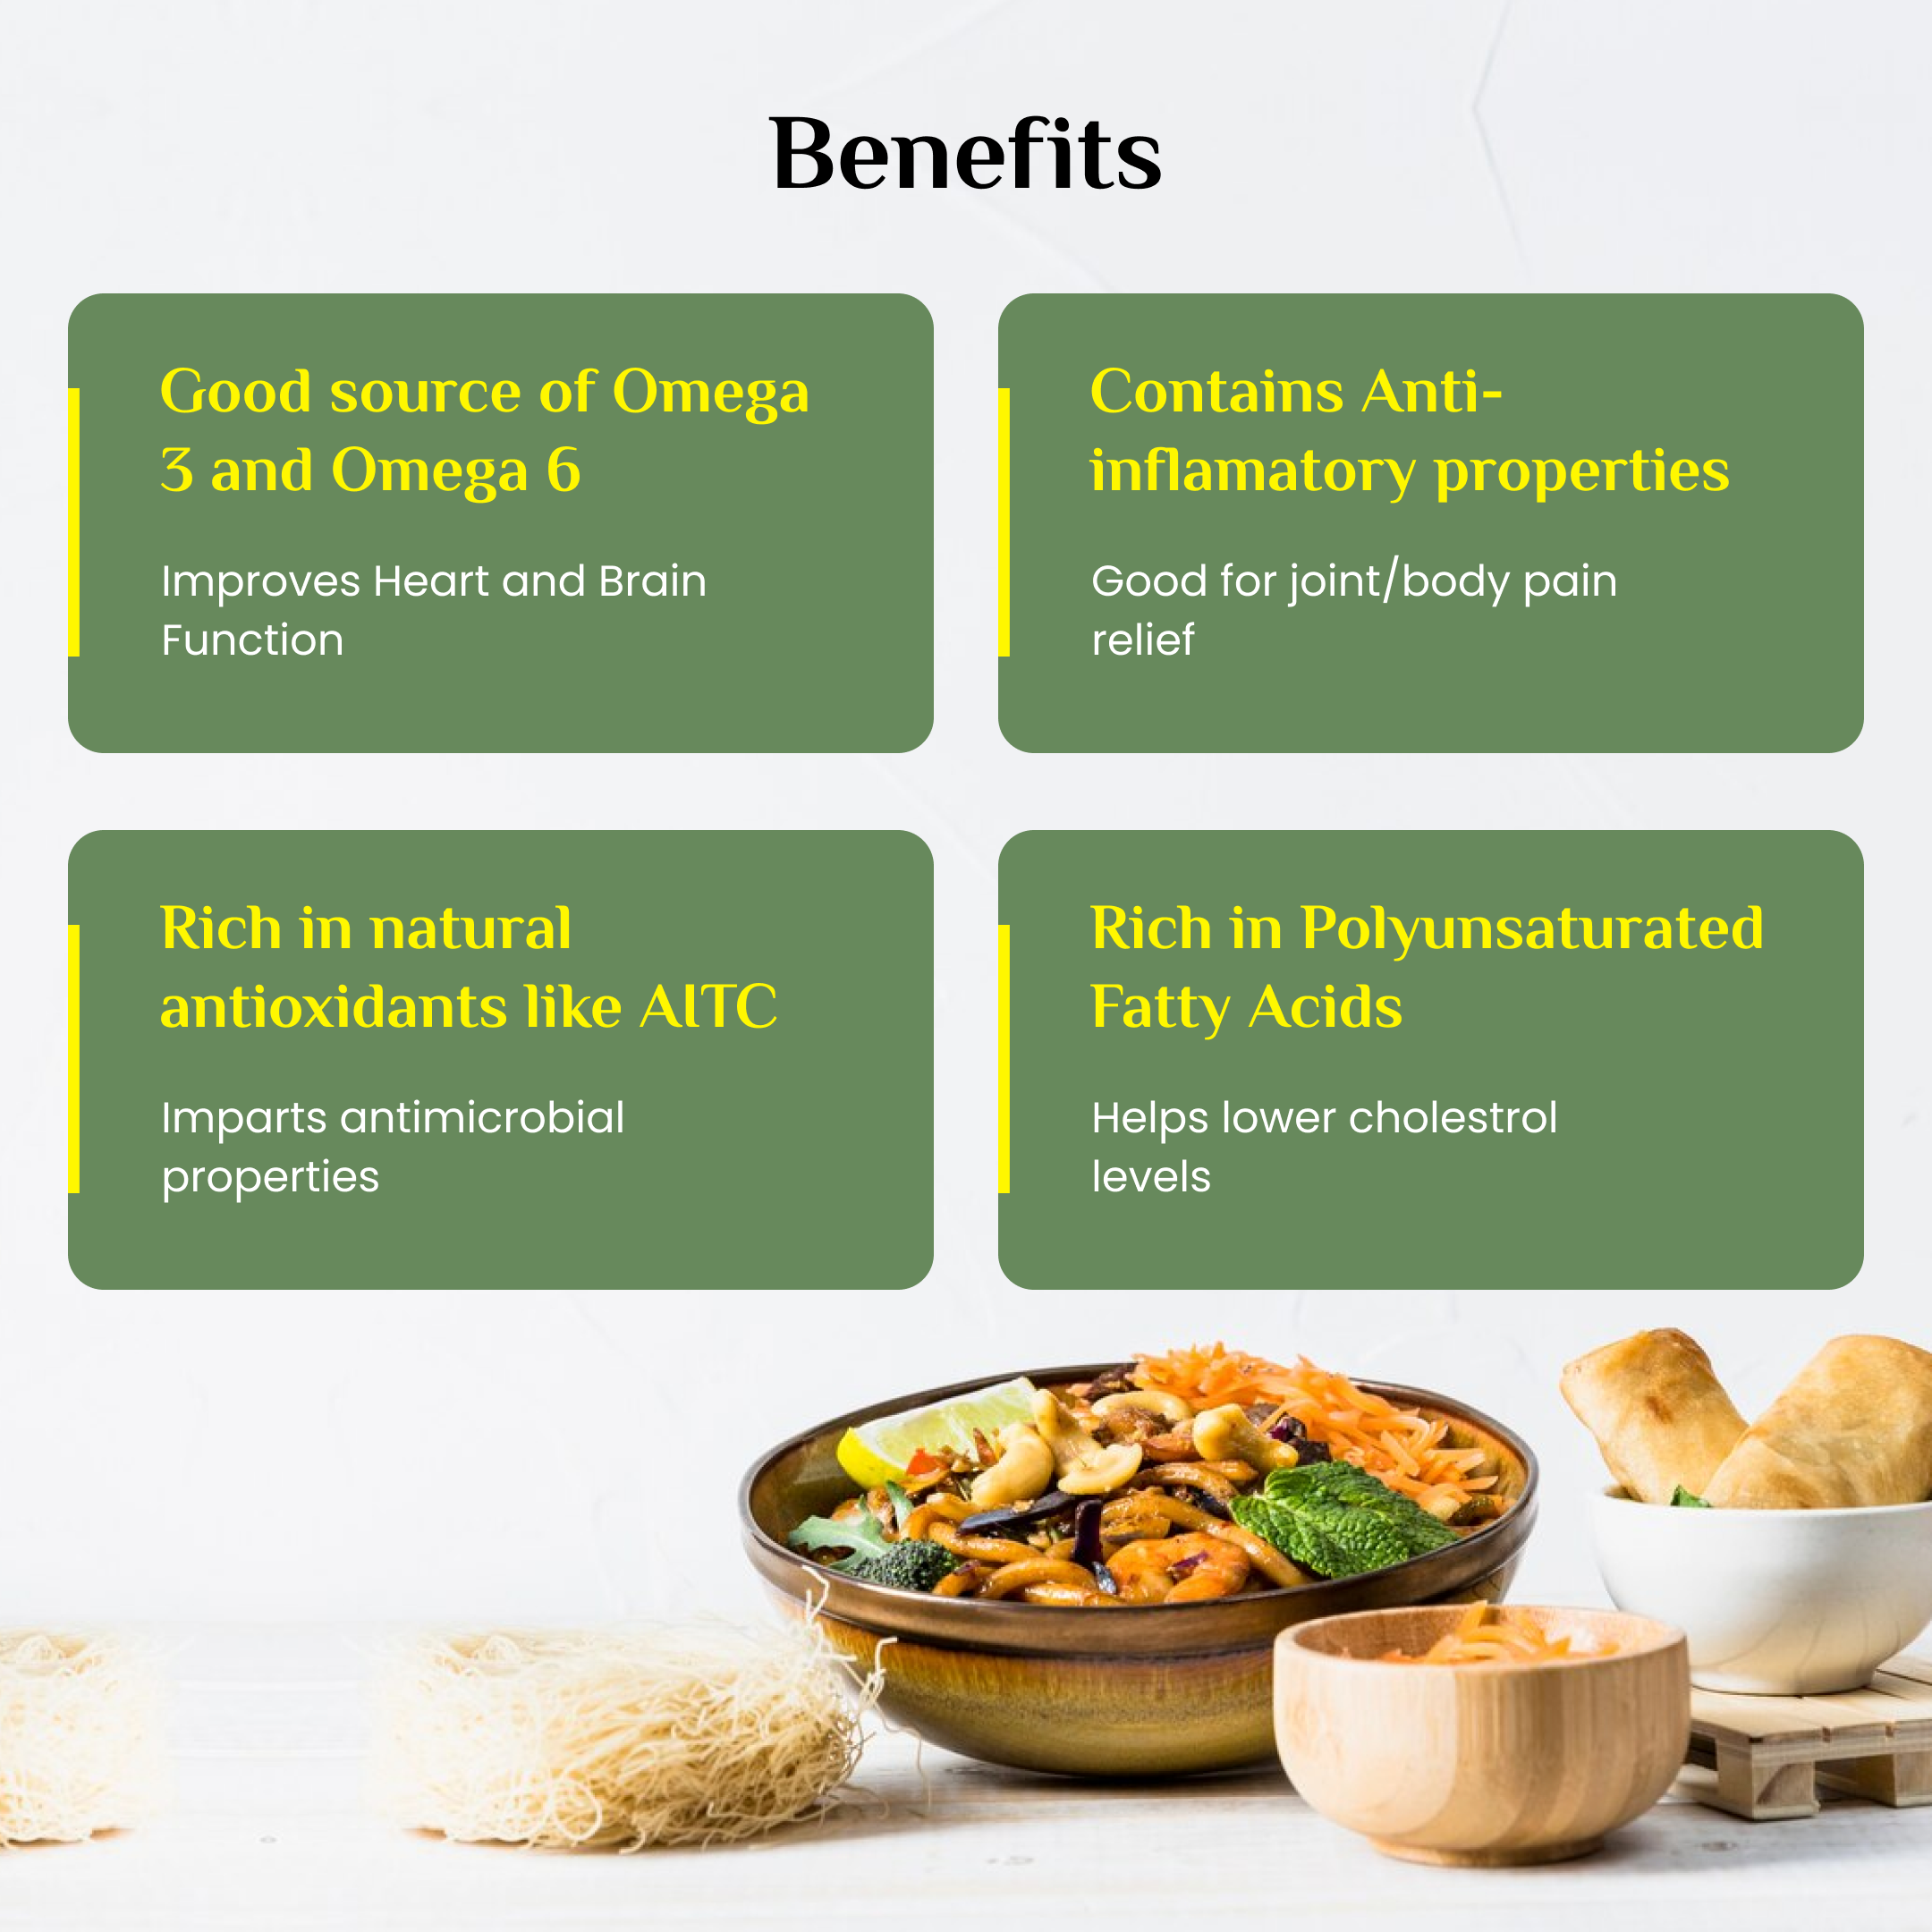 Benefits
Good source of Omega
3 and Omega 6
Improves Heart and Brain
Function
Contains Anti-
inflamatory properties
Good for joint/body pain
relief
Rich in natural
antioxidants like AITC
Imparts antimicrobial
properties
Rich in Polyunsaturated
Fatty Acids
Helps lower cholestrol
levels